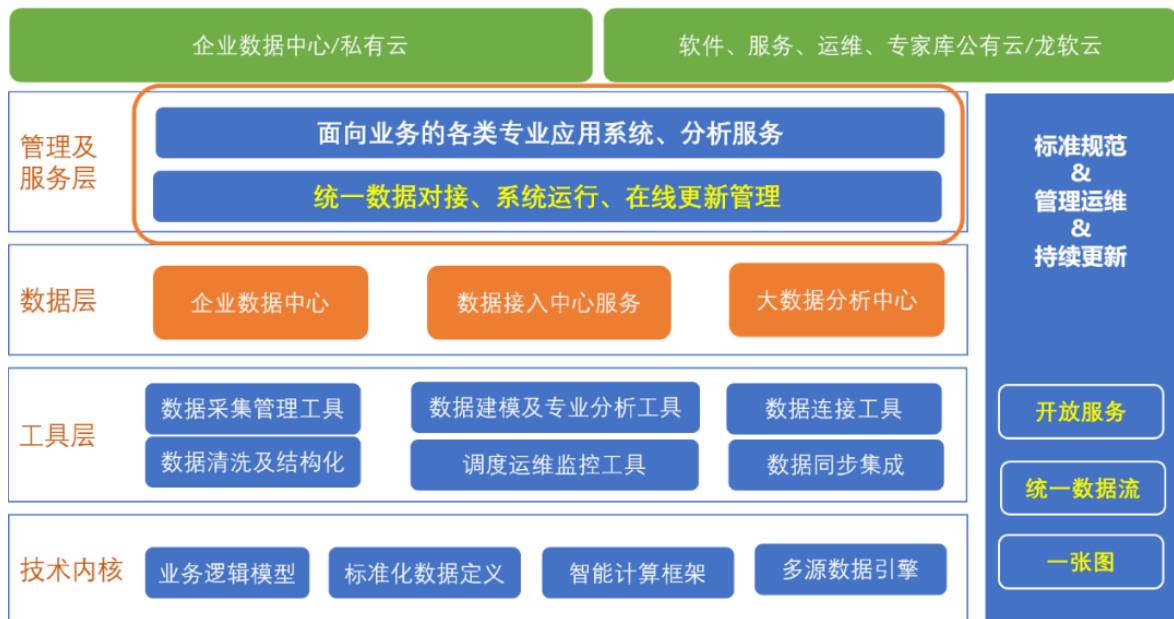 企业数据中心/私有云
软件、服务、运维、专家库公有云/龙软云
管理及
服务层
面向业务的各类专业应用系统、分析服务
统一数据对接、系统运行、在线更新管理
数据层
企业数据中心
数据接入中心服务
大数据分析中心
工具层
数据采集管理工具
数据建模及专业分析工具
数据连接工具
数据清洗及结构化
调度运维监控工具
数据同步集成
技术内核
业务逻辑模型
标准化数据定义
智能计算框架
多源数据引擎
标准规范
&
管理运维
&
持续更新
开放服务
统一数据流
一张图